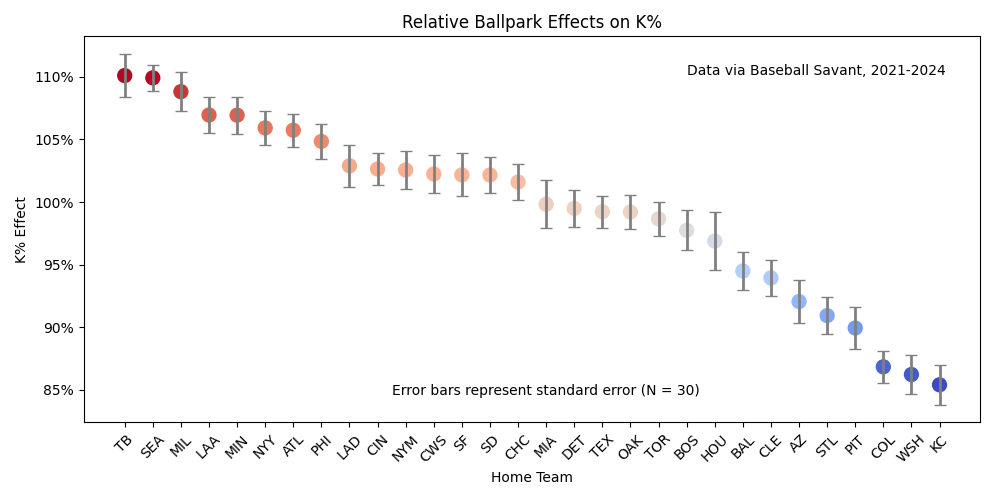 Relative Ballpark Effects on K%
Data via Baseball Savant, 2021-2024
110%
105%
100%
95%
90%
85%
K% Effect
Error bars represent standard error (N = 30)
TB SEA MIL LAA MIN NYY ATL PHI LAD CIN NYM CWS SF SD CHC MIA DET TEX OAK TOR BOS HOU BAL CLE AZ STL PIT COL WSH KC
Home Team